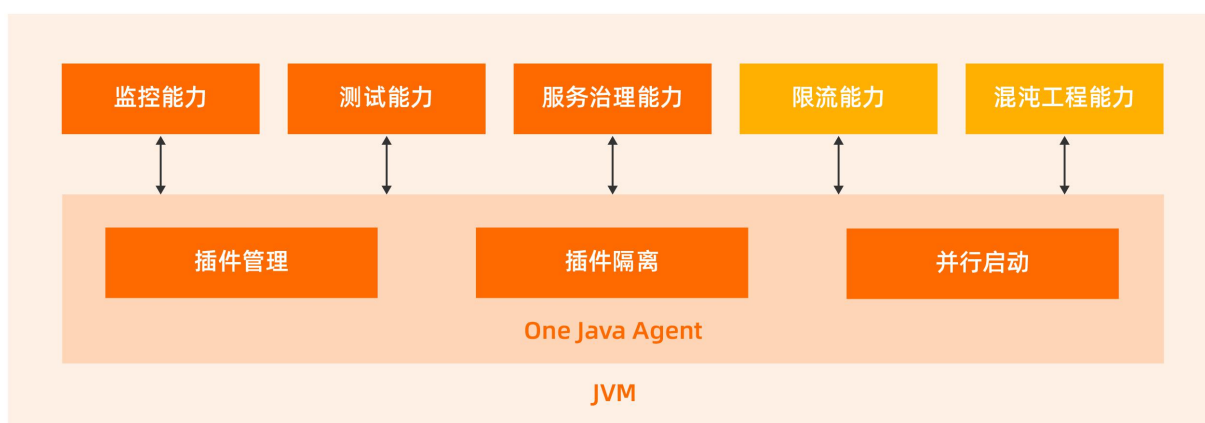 监控能力
测试能力
服务治理能力
限流能力
混沌工程能力
插件管理
插件隔离
并行启动
One Java Agent
JVM